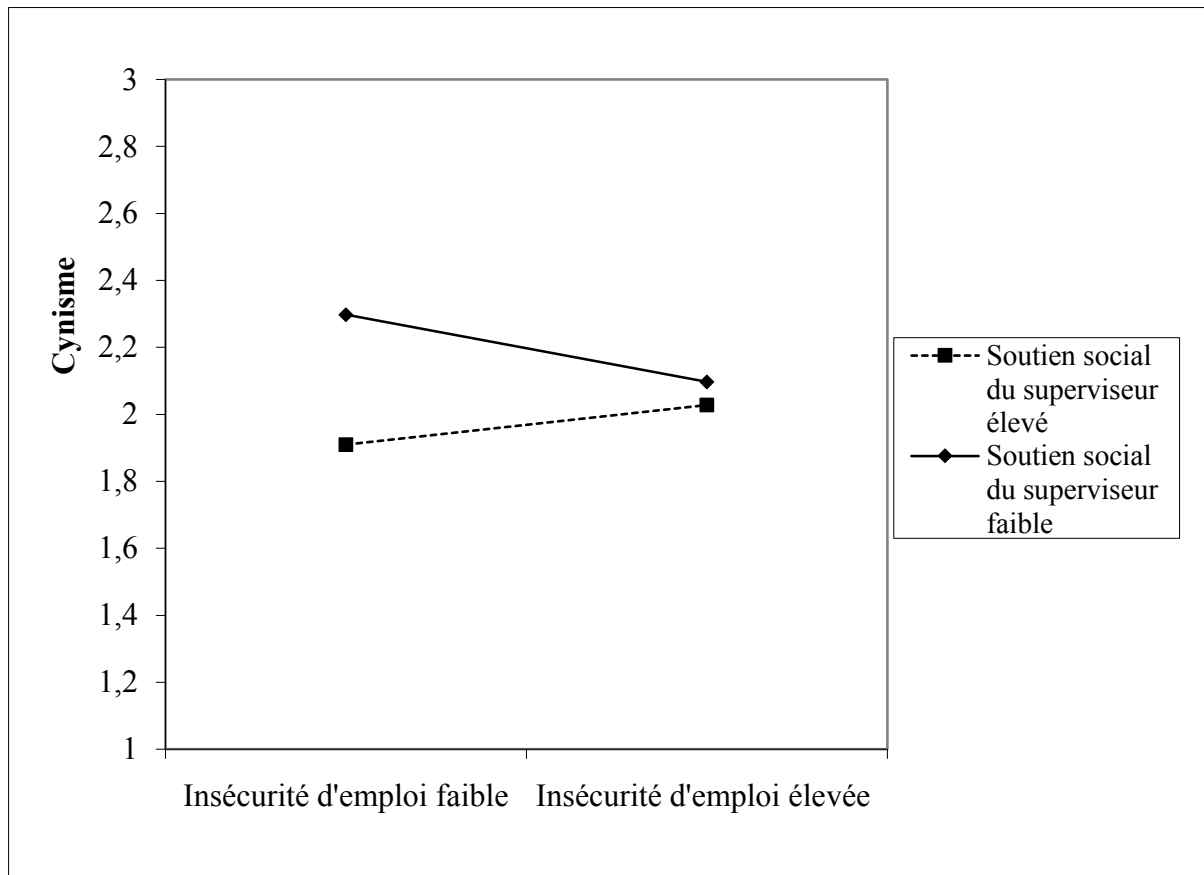 3
2,8
2,6
2,4
2,2
2
1,8
1,6
1,4
1,2
1
Cynisme
Insécurité d'emploi faible
Insécurité d'emploi élevée
Soutien social
du superviseur
élevé
Soutien social
du superviseur
faible